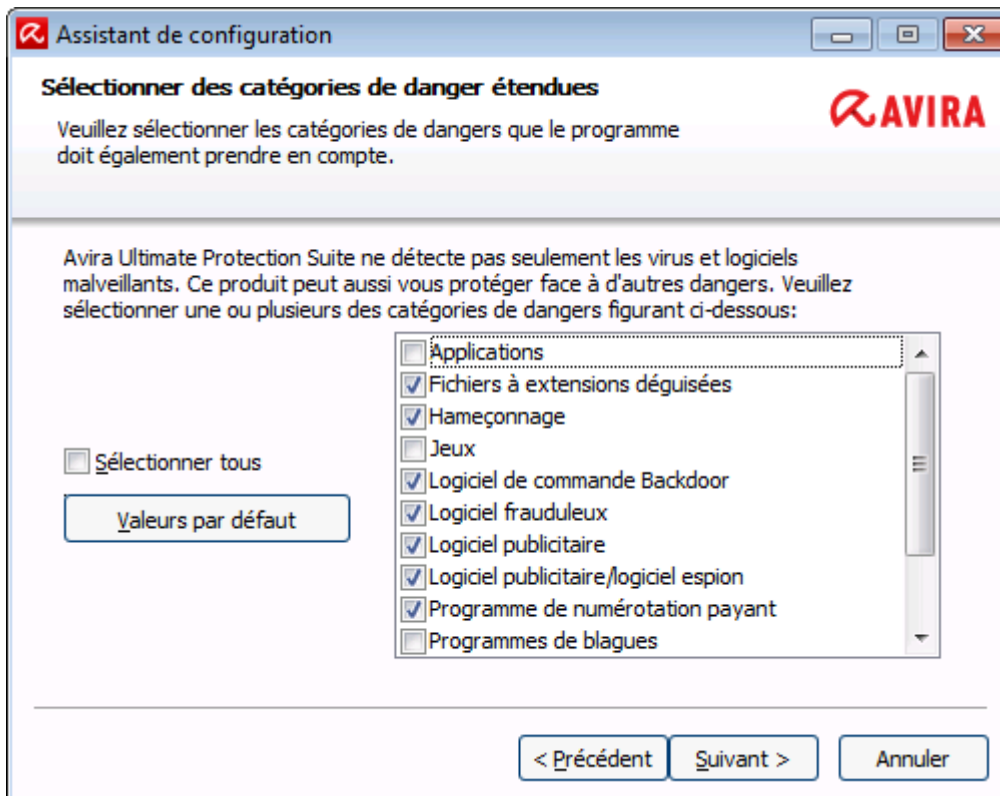 Assistant de configuration
Sélectionner des catégories de danger étendues
Veuillez sélectionner les catégories de dangers que le programme
doit également prendre en compte.
AVIRA
Avira Ultimate Protection Suite ne détecte pas seulement les virus et logiciels
malveillants. Ce produit peut aussi vous protéger face à d'autres dangers. Veuillez
sélectionner une ou plusieurs des catégories de dangers figurant ci-dessous:
Applications
Fichiers à extensions déguisées
Hameçonnage
Jeux
Logiciel de commande Backdoor
Logiciel frauduleux
Logiciel publicitaire
Logiciel publicitaire/logiciel espion
Programme de numérotation payant
Programmes de blagues
Sélectionner tous
Valeurs par défaut
< Précédent
Suivant >
Annuler